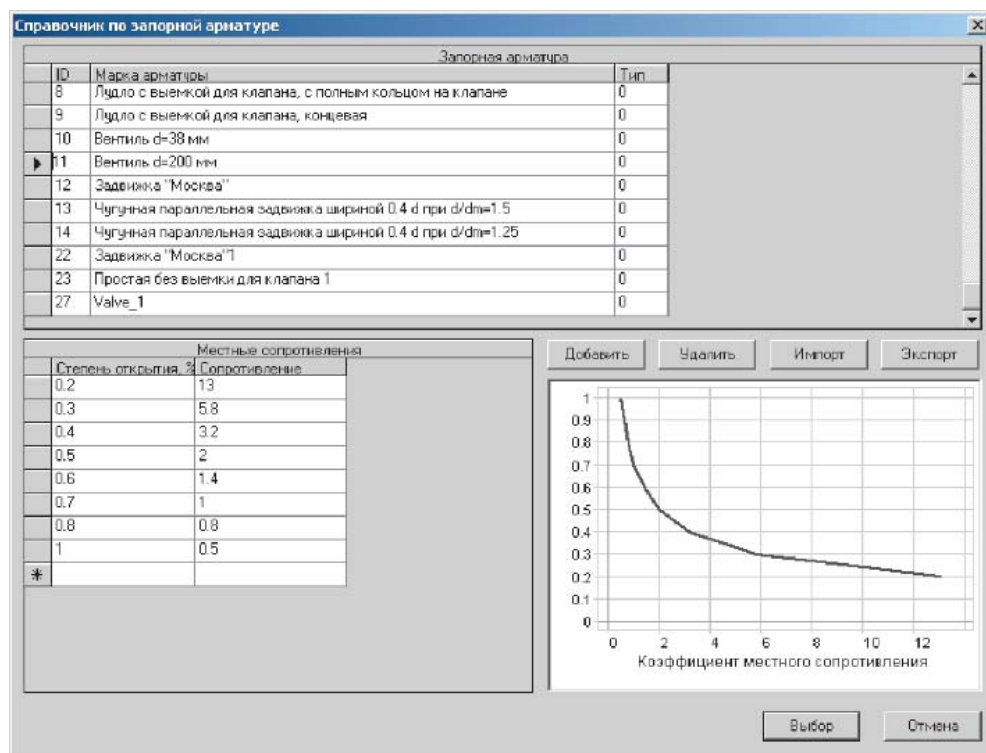 Справочник по запорной арматуре
Запорная арматура
ID Марка арматуры Тип
8 Лудло с выемкой для клапана, с полным кольцом на клапане 0
9 Лудло с выемкой для клапана, концевая 0
10 Вентиль d=38 мм 0
11 Вентиль d=200 мм 0
12 Задвижка "Москва" 0
13 Чугунная параллельная задвижка шириной 0.4 d при d/dm=1.5 0
14 Чугунная параллельная задвижка шириной 0.4 d при d/dm=1.25 0
22 Задвижка "Москва"1 0
23 Простая без выемки для клапана 1 0
27 Valve_1 0
Местные сопротивления
Степень открытия, % Сопротивление
0.2 13
0.3 5.8
0.4 3.2
0.5 2
0.6 1.4
0.7 1
0.8 0.8
1 0.5
*
Добавить Удалить Импорт Экспорт
1
0.9
0.8
0.7
0.6
0.5
0.4
0.3
0.2
0.1
0
0 2 4 6 8 10 12
Коэффициент местного сопротивления
Выбор Отмена